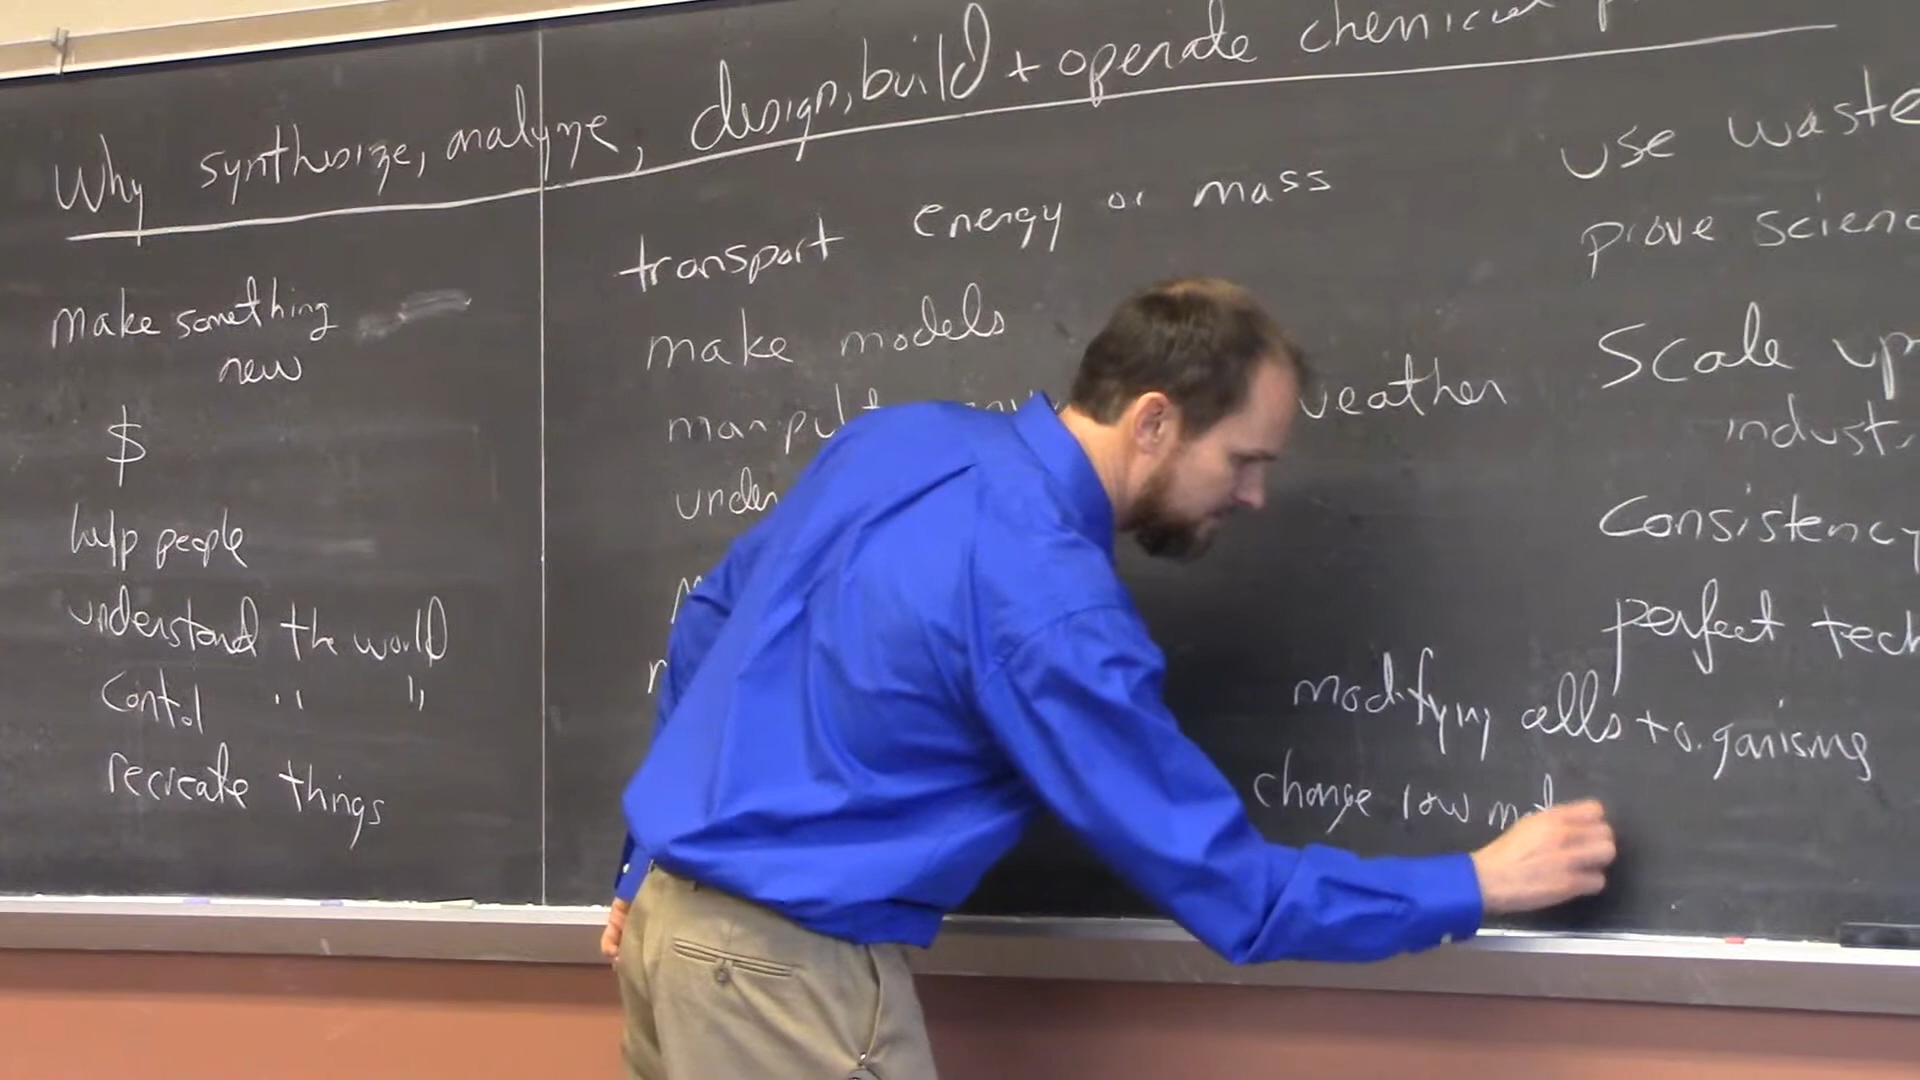 Why synthesize, analyze, design, build + operate chemical
make something
new
$
help people
understand the world
Contol " "
recreate things
transport energy or mass
make models
weather
use waste
prove scienc
Scale up
indust
Consistency
perfect tech
modifying cells + organisms
change raw